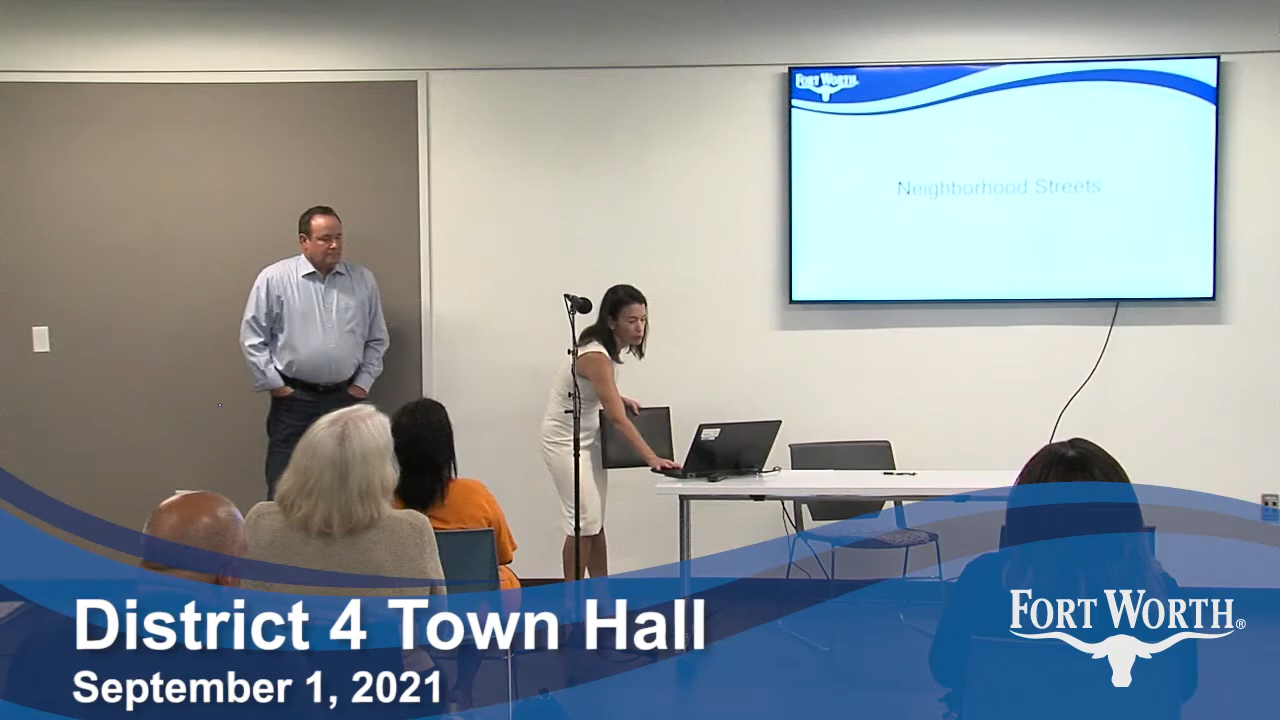 FORT WORTH
Neighborhood Streets
District 4 Town Hall
September 1, 2021
FORT WORTH®